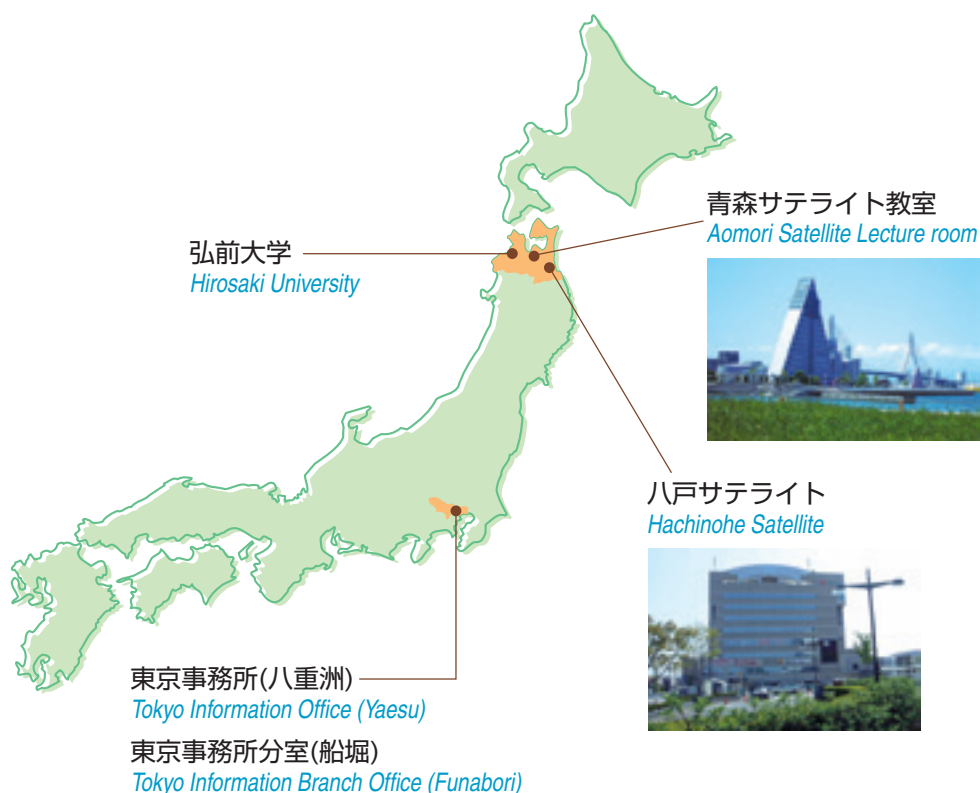 青森サテライト教室
Aomori Satellite Lecture room
弘前大学
Hirosaki University
八戸サテライト
Hachinohe Satellite
東京事務所(八重洲)
Tokyo Information Office (Yaesu)
東京事務所分室(船堀)
Tokyo Information Branch Office (Funabori)